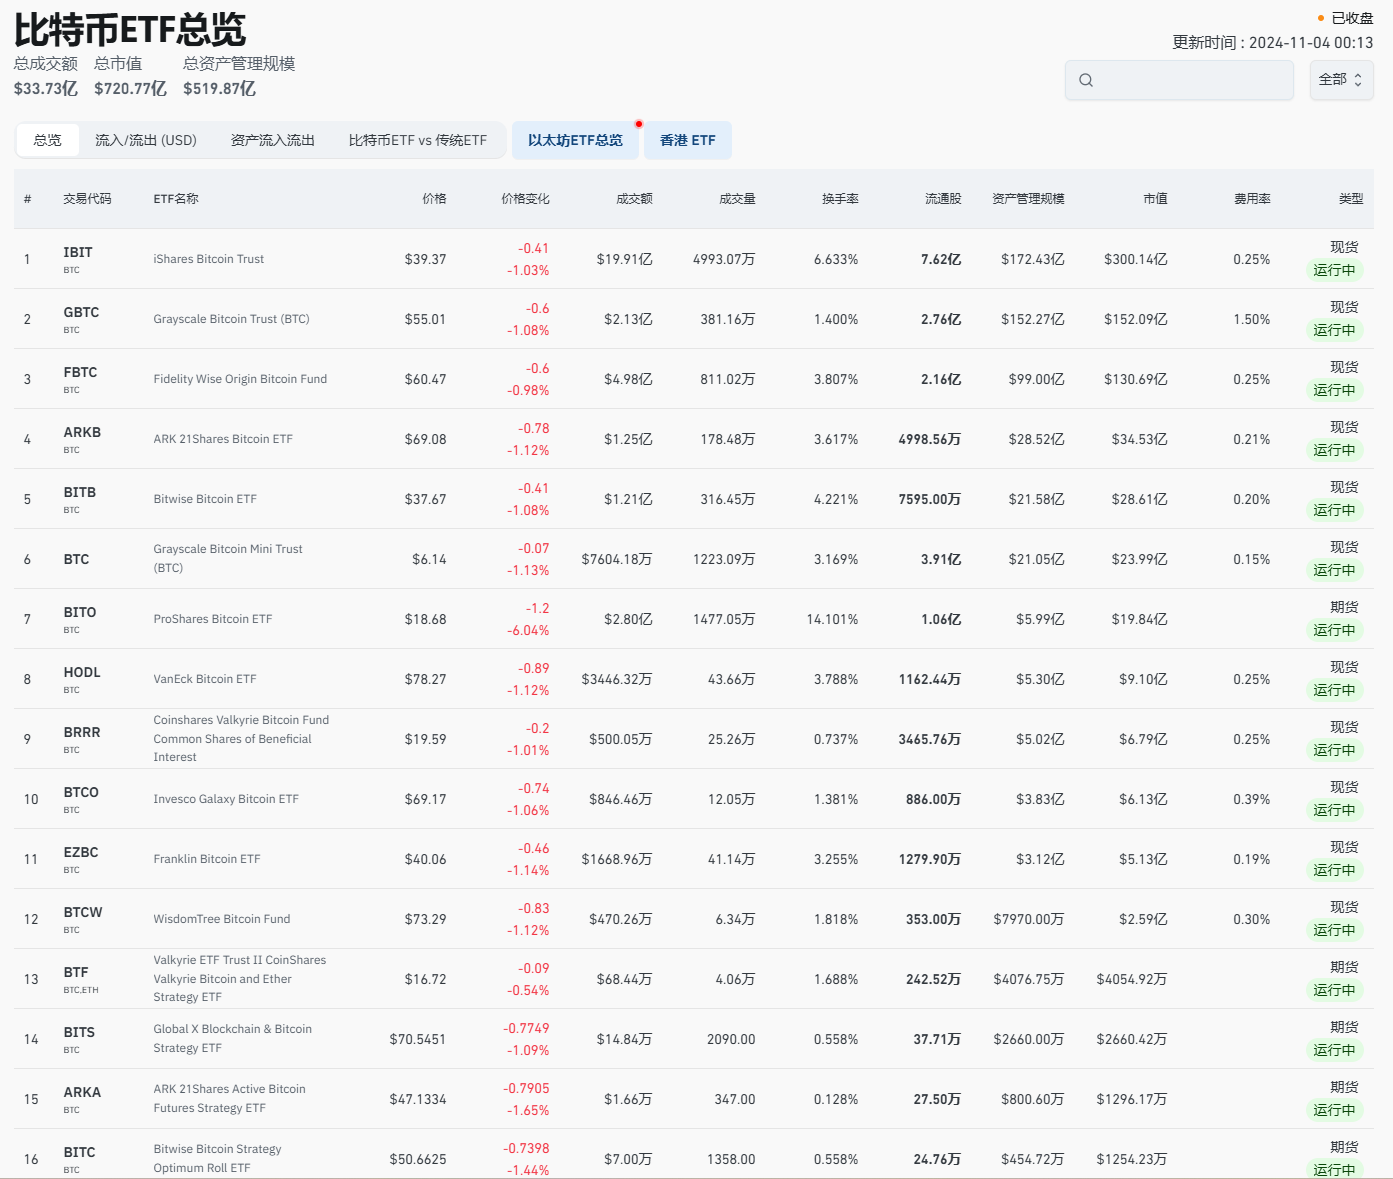 比特币ETF总览
已收盘
更新时间 : 2024-11-04 00:13
总成交额 总市值 总资产管理规模
$33.73亿 $720.77亿 $519.87亿
全部
总览 流入/流出 (USD) 资产流入流出 比特币ETF vs 传统ETF 以太坊ETF总览 香港 ETF
# 交易代码 ETF名称 价格 价格变化 成交额 成交量 换手率 流通股 资产管理规模 市值 费用率 类型
1 IBIT BTC iShares Bitcoin Trust $39.37 -0.41 -1.03% $19.91亿 4993.07万 6.633% 7.62亿 $172.43亿 $300.14亿 0.25% 现货 运行中
2 GBTC BTC Grayscale Bitcoin Trust (BTC) $55.01 -0.6 -1.08% $2.13亿 381.16万 1.400% 2.76亿 $152.27亿 $152.09亿 1.50% 现货 运行中
3 FBTC BTC Fidelity Wise Origin Bitcoin Fund $60.47 -0.6 -0.98% $4.98亿 811.02万 3.807% 2.16亿 $99.00亿 $130.69亿 0.25% 现货 运行中
4 ARKB BTC ARK 21Shares Bitcoin ETF $69.08 -0.78 -1.12% $1.25亿 178.48万 3.617% 4998.56万 $28.52亿 $34.53亿 0.21% 现货 运行中
5 BITB BTC Bitwise Bitcoin ETF $37.67 -0.41 -1.08% $1.21亿 316.45万 4.221% 7595.00万 $21.58亿 $28.61亿 0.20% 现货 运行中
6 BTC Grayscale Bitcoin Mini Trust (BTC) $6.14 -0.07 -1.13% $7604.18万 1223.09万 3.169% 3.91亿 $21.05亿 $23.99亿 0.15% 现货 运行中
7 BITO BTC ProShares Bitcoin ETF $18.68 -1.2 -6.04% $2.80亿 1477.05万 14.101% 1.06亿 $5.99亿 $19.84亿 期货 运行中
8 HODL BTC VanEck Bitcoin ETF $78.27 -0.89 -1.12% $3446.32万 43.66万 3.788% 1162.44万 $5.30亿 $9.10亿 0.25% 现货 运行中
9 BRRR BTC Coinshares Valkyrie Bitcoin Fund Common Shares of Beneficial Interest $19.59 -0.2 -1.01% $500.05万 25.26万 0.737% 3465.76万 $5.02亿 $6.79亿 0.25% 现货 运行中
10 BTCO BTC Invesco Galaxy Bitcoin ETF $69.17 -0.74 -1.06% $846.46万 12.05万 1.381% 886.00万 $3.83亿 $6.13亿 0.39% 现货 运行中
11 EZBC BTC Franklin Bitcoin ETF $40.06 -0.46 -1.14% $1668.96万 41.14万 3.255% 1279.90万 $3.12亿 $5.13亿 0.19% 现货 运行中
12 BTCW BTC WisdomTree Bitcoin Fund $73.29 -0.83 -1.12% $470.26万 6.34万 1.818% 353.00万 $7970.00万 $2.59亿 0.30% 现货 运行中
13 BTF BTC,ETH Valkyrie ETF Trust II CoinShares Valkyrie Bitcoin and Ether Strategy ETF $16.72 -0.09 -0.54% $68.44万 4.06万 1.688% 242.52万 $4076.75万 $4054.92万 期货 运行中
14 BITS BTC Global X Blockchain & Bitcoin Strategy ETF $70.5451 -0.7749 -1.09% $14.84万 2090.00 0.558% 37.71万 $2660.00万 $2660.42万 期货 运行中
15 ARKA BTC ARK 21Shares Active Bitcoin Futures Strategy ETF $47.1334 -0.7905 -1.65% $1.66万 347.00 0.128% 27.50万 $800.60万 $1296.17万 期货 运行中
16 BITC BTC Bitwise Bitcoin Strategy Optimum Roll ETF $50.6625 -0.7398 -1.44% $7.00万 1358.00 0.558% 24.76万 $454.72万 $1254.23万 期货 运行中